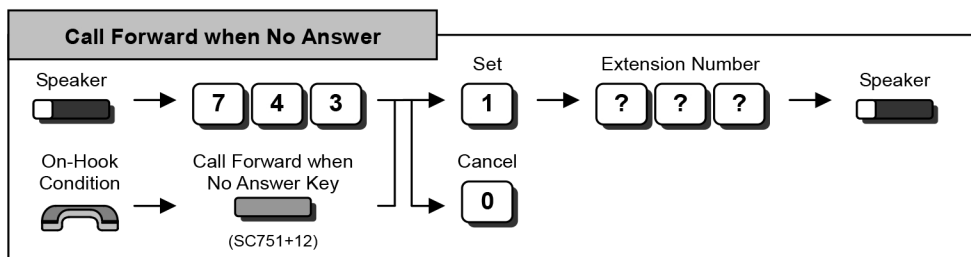 Call Forward when No Answer
Speaker
7 4 3
Set
1
Extension Number
? ? ?
Speaker
On-Hook
Condition
Call Forward when
No Answer Key
(SC751+12)
Cancel
0